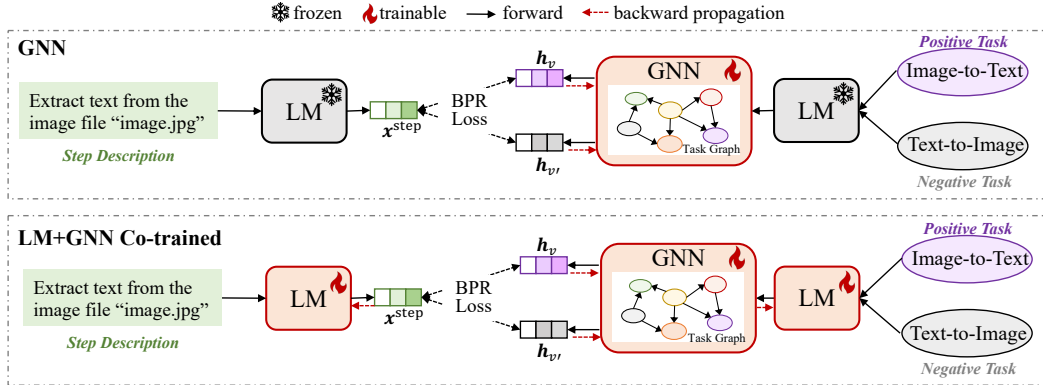 frozen trainable forward backward propagation
GNN
Extract text from the
image file “image.jpg”
Step Description
LM
x^step
BPR
Loss
h_v
h_v′
GNN
Task Graph
LM
Positive Task
Image-to-Text
Text-to-Image
Negative Task
LM+GNN Co-trained
Extract text from the
image file “image.jpg”
Step Description
LM
x^step
BPR
Loss
h_v
h_v′
GNN
Task Graph
LM
Positive Task
Image-to-Text
Text-to-Image
Negative Task